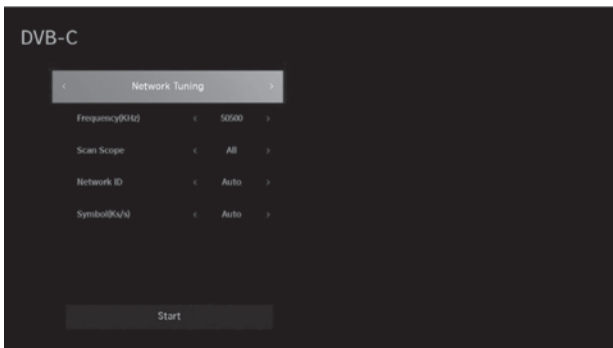 DVB-C
< Network Tuning >
Frequency(KHz) < 50500 >
Scan Scope < All >
Network ID < Auto >
Symbol(Ks/s) < Auto >
Start